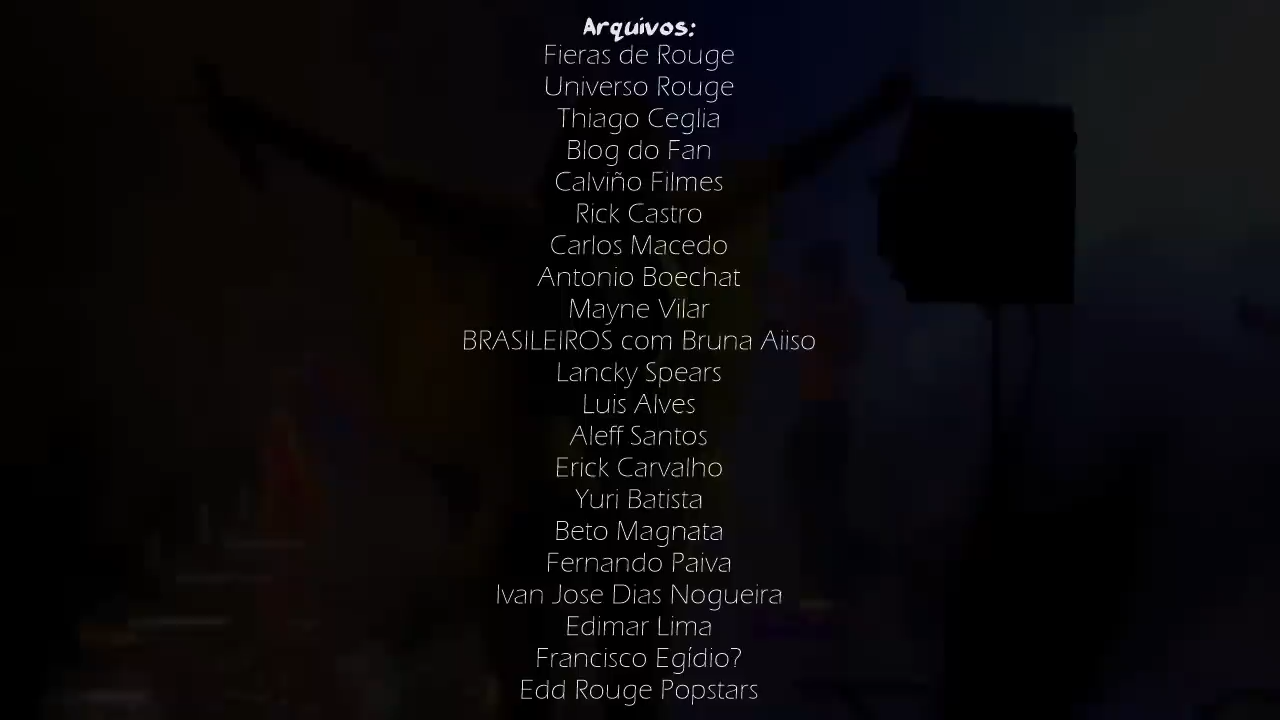 Arquivos:
Fieras de Rouge
Universo Rouge
Thiago Ceglia
Blog do Fan
Calviño Filmes
Rick Castro
Carlos Macedo
Antonio Boechat
Mayne Vilar
BRASILEIROS com Bruna Aiiso
Lancky Spears
Luis Alves
Aleff Santos
Erick Carvalho
Yuri Batista
Beto Magnata
Fernando Paiva
Ivan Jose Dias Nogueira
Edimar Lima
Francisco Egídio?
Edd Rouge Popstars